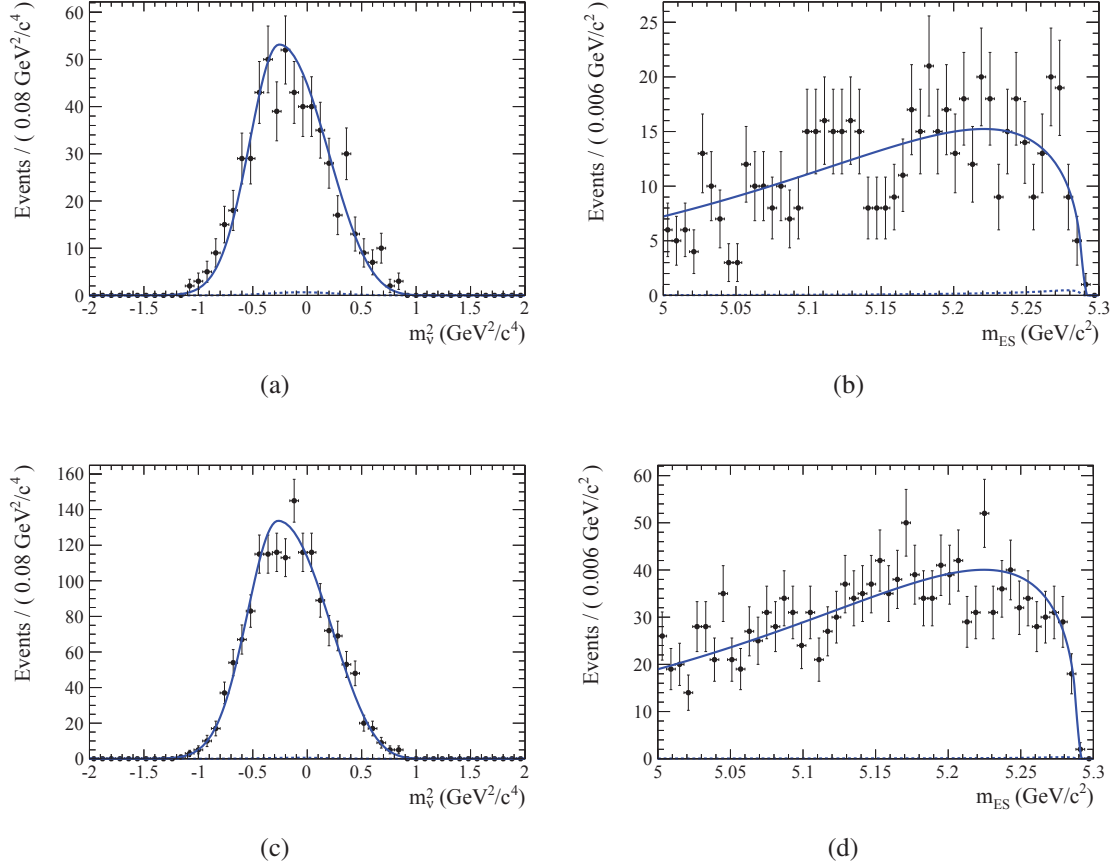 Events / ( 0.08 GeV²/c⁴ )
60
50
40
30
20
10
0
-2 -1.5 -1 -0.5 0 0.5 1 1.5 2
m²ᵥ (GeV²/c⁴)
(a)
Events / ( 0.006 GeV/c² )
25
20
15
10
5
0
5 5.05 5.1 5.15 5.2 5.25 5.3
m_ES (GeV/c²)
(b)
Events / ( 0.08 GeV²/c⁴ )
160
140
120
100
80
60
40
20
0
-2 -1.5 -1 -0.5 0 0.5 1 1.5 2
m²ᵥ (GeV²/c⁴)
(c)
Events / ( 0.006 GeV/c² )
60
50
40
30
20
10
0
5 5.05 5.1 5.15 5.2 5.25 5.3
m_ES (GeV/c²)
(d)